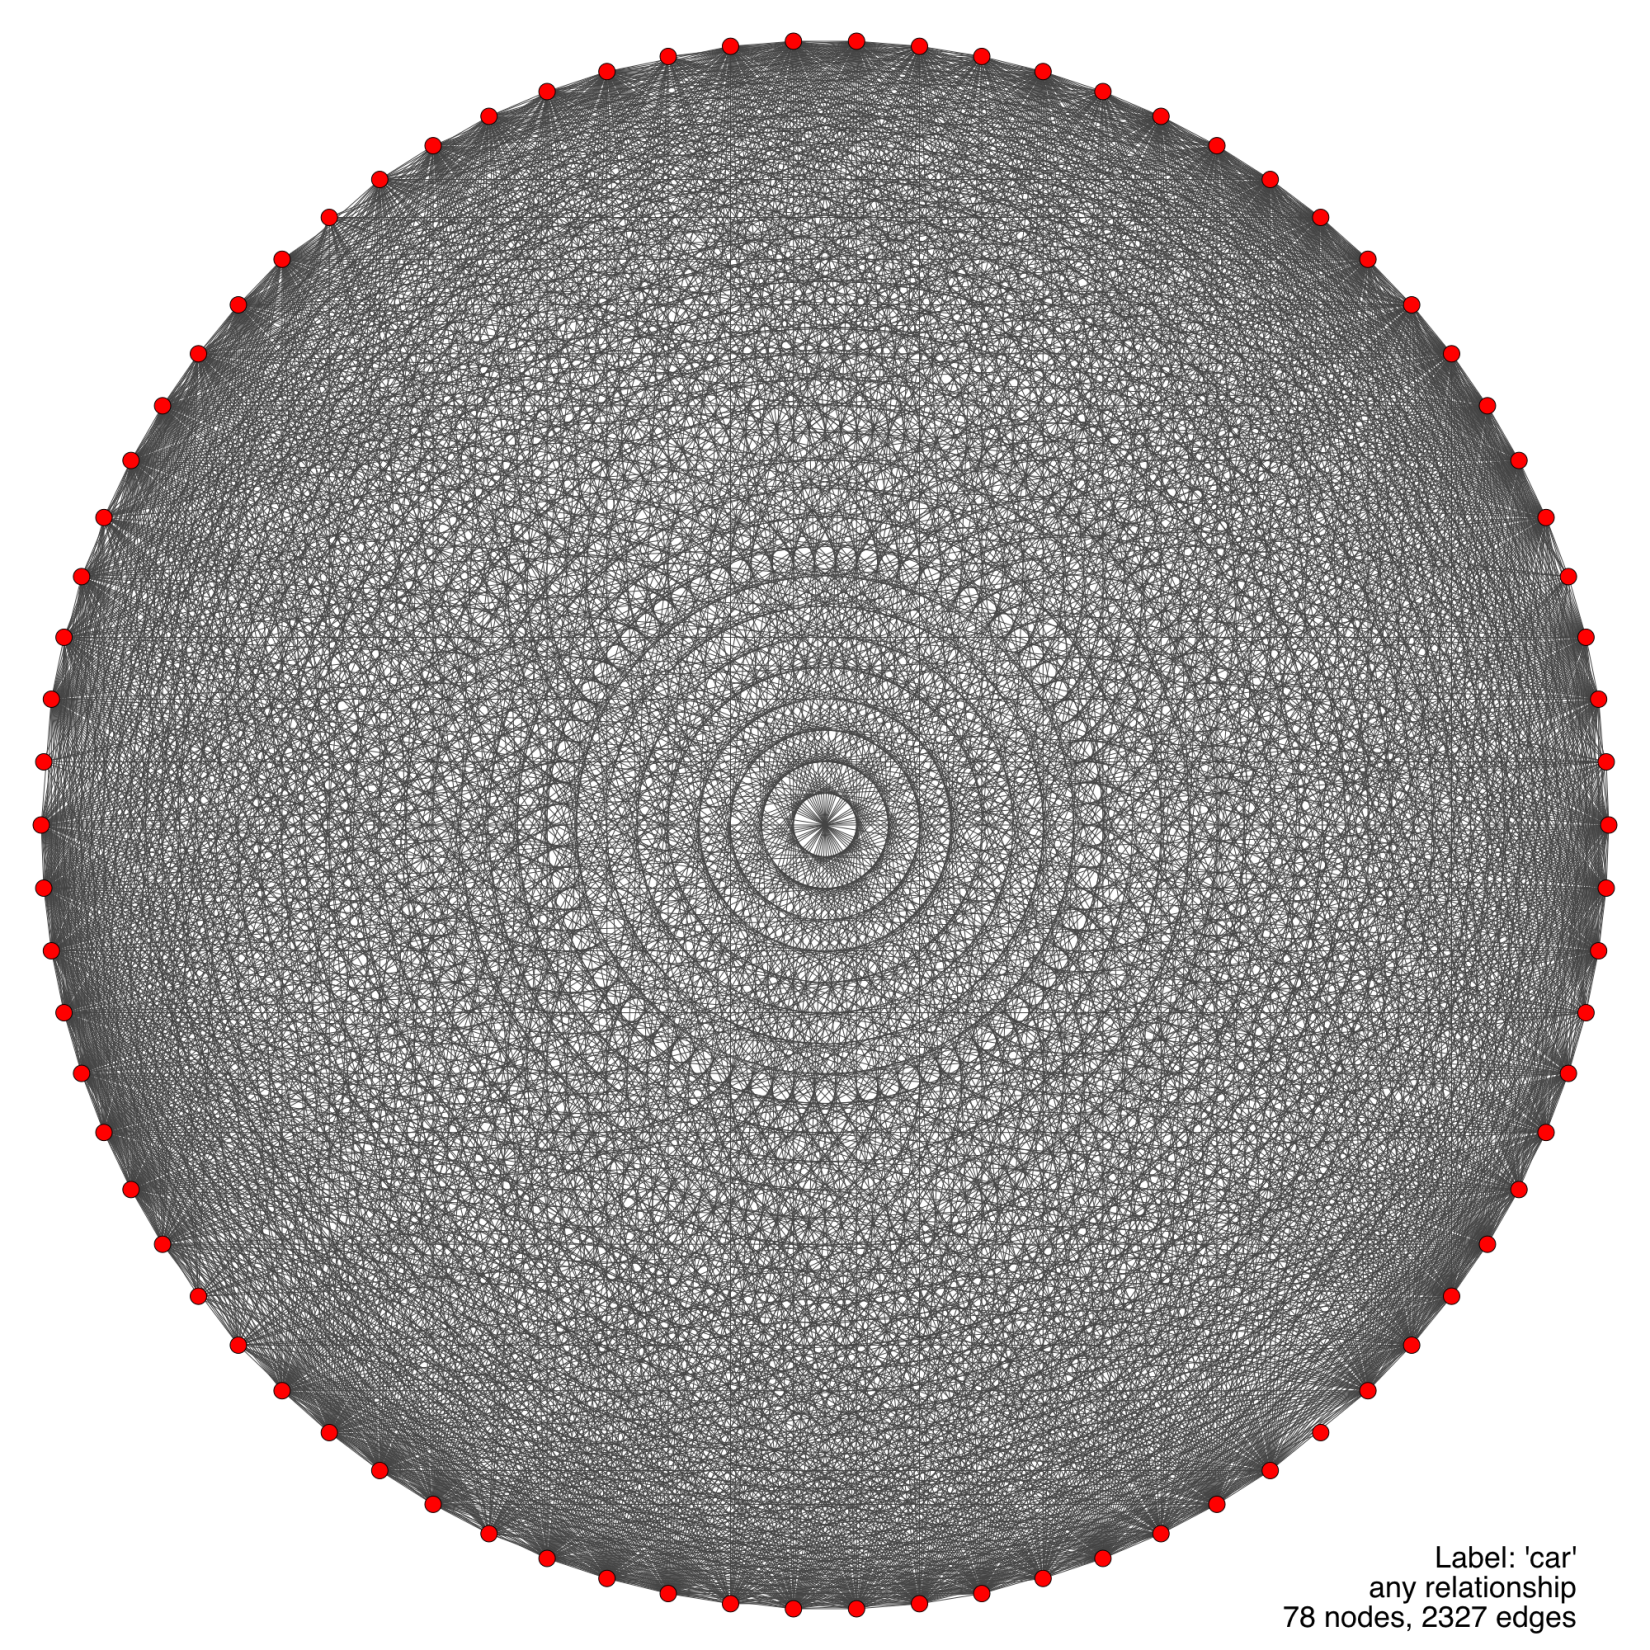 Label: 'car'
any relationship
78 nodes, 2327 edges